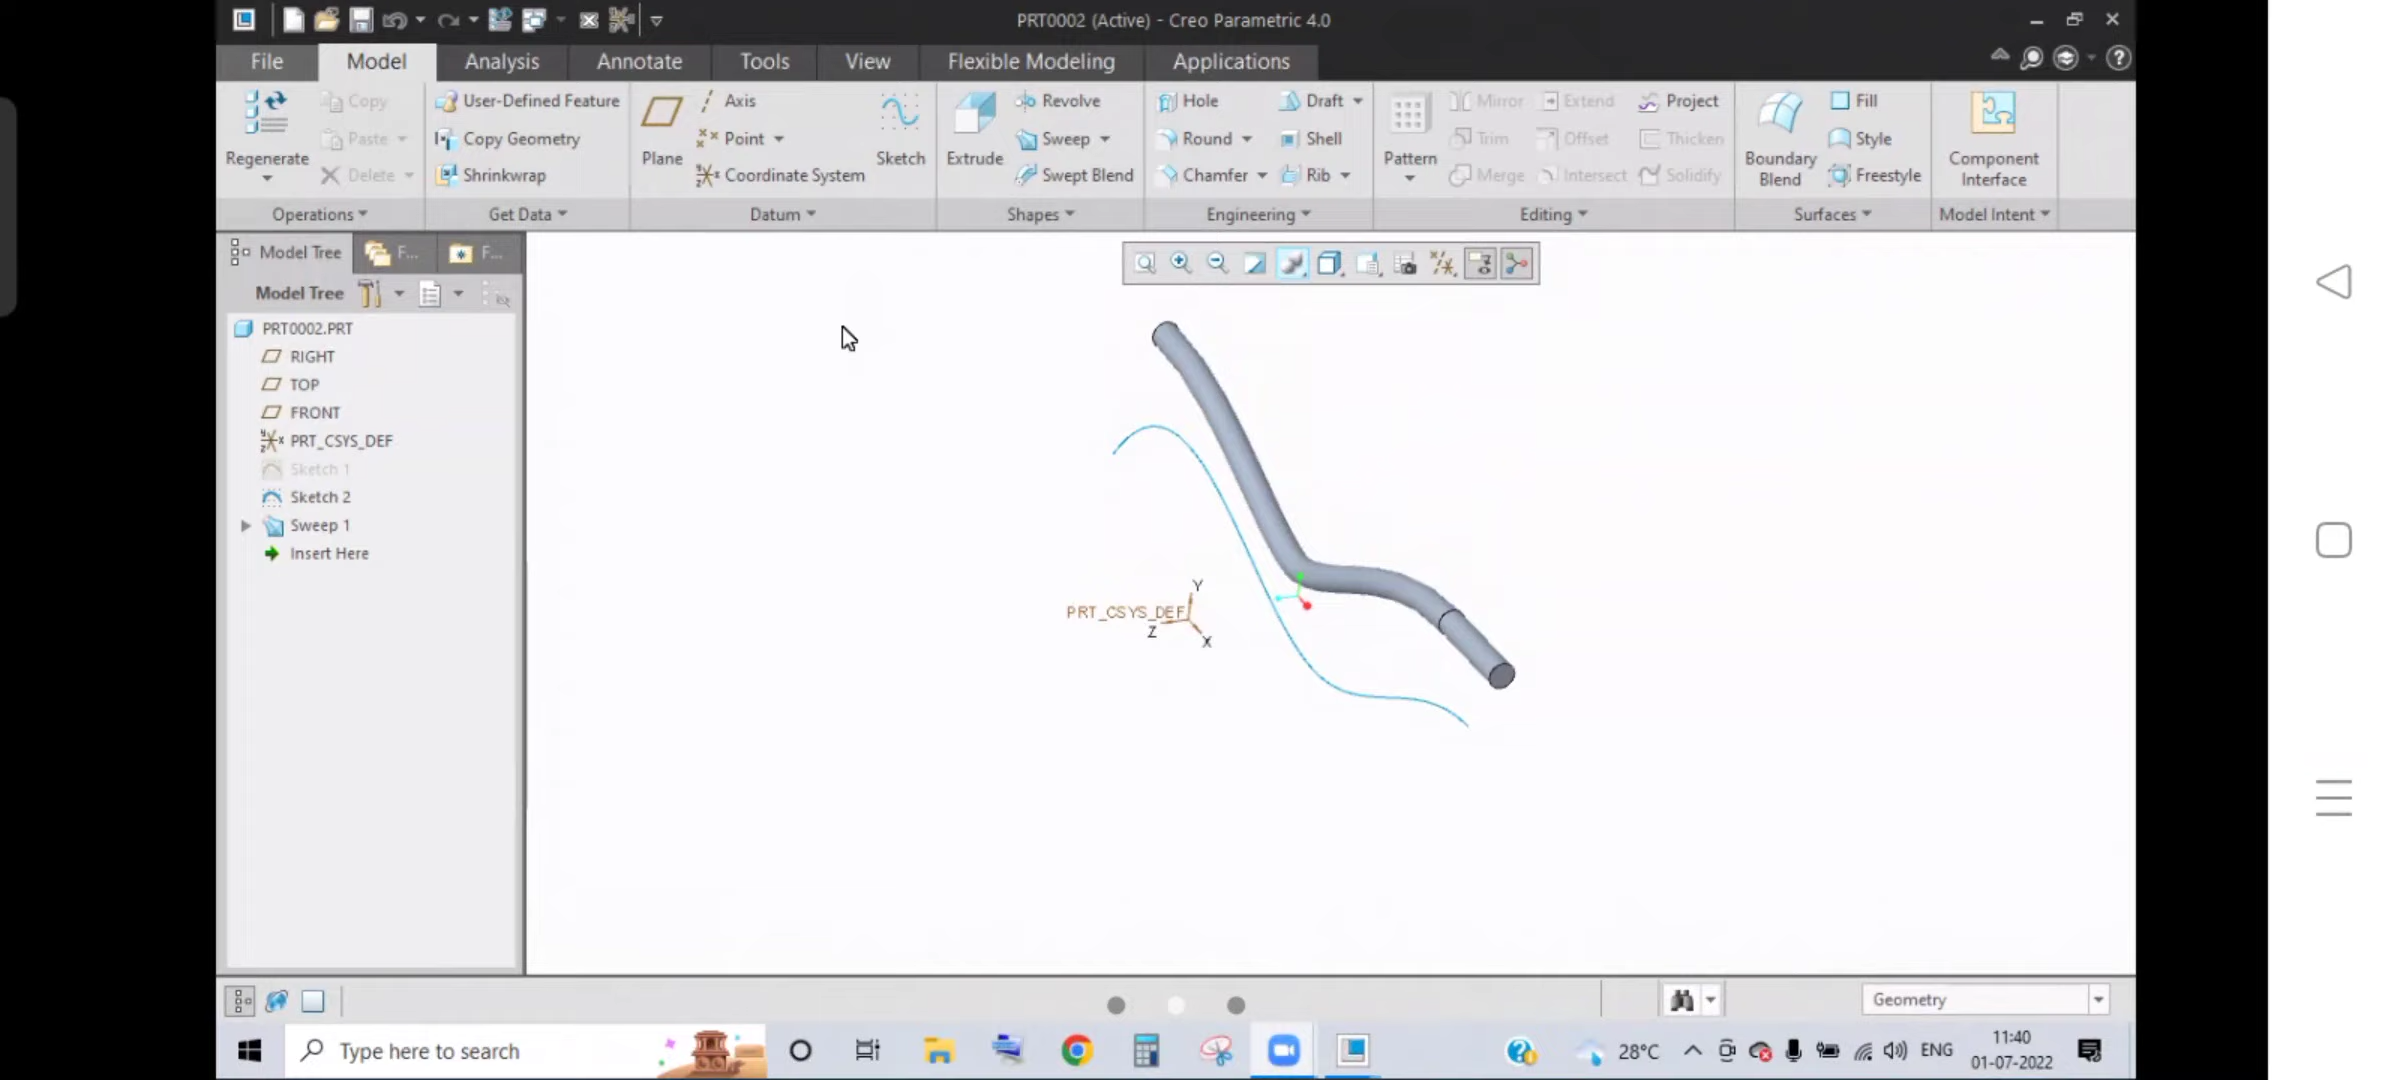 PRT0002 (Active) - Creo Parametric 4.0
File Model Analysis Annotate Tools View Flexible Modeling Applications
Regenerate
Copy
Paste
Delete
Operations
User-Defined Feature
Copy Geometry
Shrinkwrap
Get Data
Plane
Axis
Point
Coordinate System
Sketch
Datum
Extrude
Revolve
Sweep
Swept Blend
Shapes
Hole
Round
Chamfer
Draft
Shell
Rib
Engineering
Pattern
Mirror
Extend
Project
Trim
Offset
Thicken
Merge
Intersect
Solidify
Editing
Boundary
Blend
Fill
Style
Freestyle
Surfaces
Component
Interface
Model Intent
Model Tree
F...
F...
Model Tree
PRT0002.PRT
RIGHT
TOP
FRONT
PRT_CSYS_DEF
Sketch 1
Sketch 2
Sweep 1
Insert Here
PRT_CSYS_DEF
Y
Z
X
Geometry
Type here to search
28°C
ENG
11:40
01-07-2022